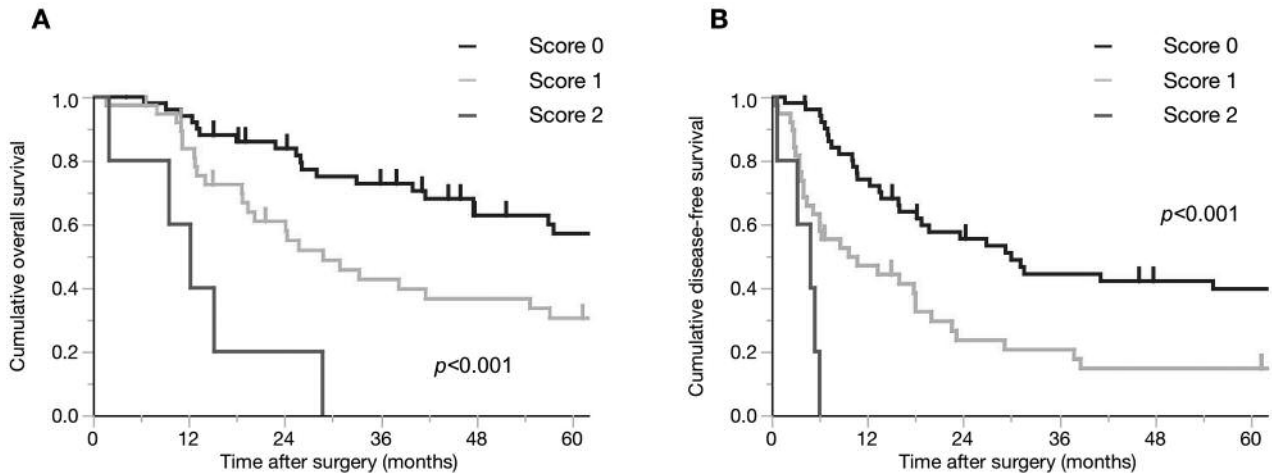 A
Score 0
Score 1
Score 2
Cumulative overall survival
1.0
0.8
0.6
0.4
0.2
0.0
p<0.001
0 12 24 36 48 60
Time after surgery (months)
B
Score 0
Score 1
Score 2
Cumulative disease-free survival
1.0
0.8
0.6
0.4
0.2
0.0
p<0.001
0 12 24 36 48 60
Time after surgery (months)